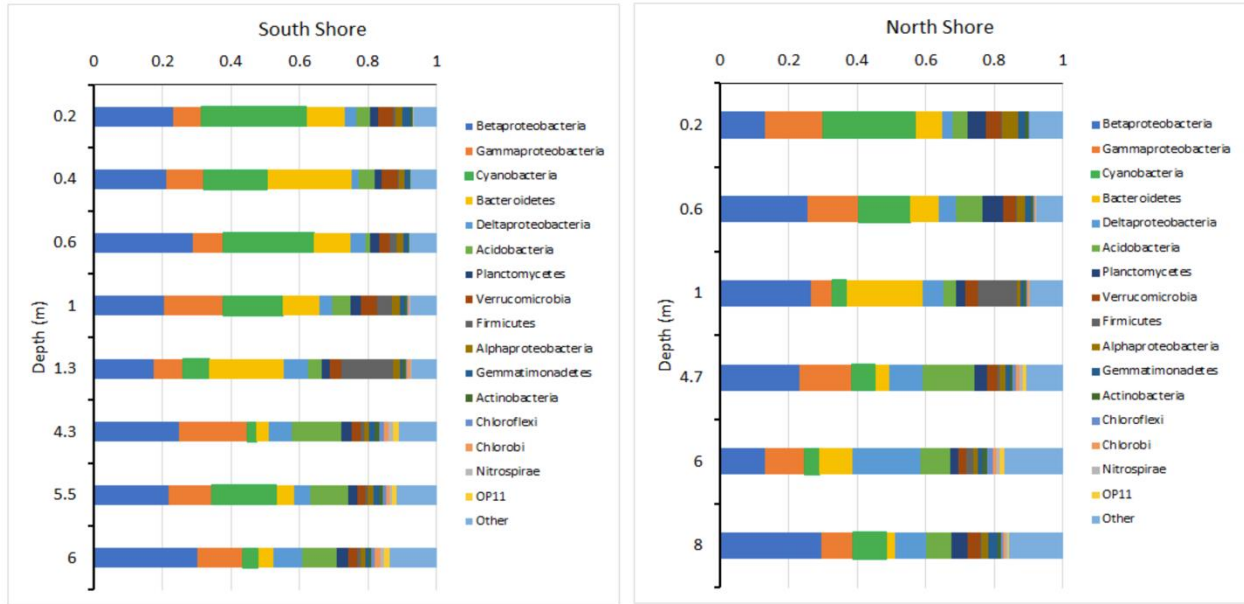 South Shore
0 0.2 0.4 0.6 0.8 1
Depth (m)
0.2
0.4
0.6
1
1.3
4.3
5.5
6
Betaproteobacteria
Gammaproteobacteria
Cyanobacteria
Bacteroidetes
Deltaproteobacteria
Acidobacteria
Planctomycetes
Verrucomicrobia
Firmicutes
Alphaproteobacteria
Gemmatimonadetes
Actinobacteria
Chloroflexi
Chlorobi
Nitrospirae
OP11
Other
North Shore
0 0.2 0.4 0.6 0.8 1
Depth (m)
0.2
0.6
1
4.7
6
8
Betaproteobacteria
Gammaproteobacteria
Cyanobacteria
Bacteroidetes
Deltaproteobacteria
Acidobacteria
Planctomycetes
Verrucomicrobia
Firmicutes
Alphaproteobacteria
Gemmatimonadetes
Actinobacteria
Chloroflexi
Chlorobi
Nitrospirae
OP11
Other